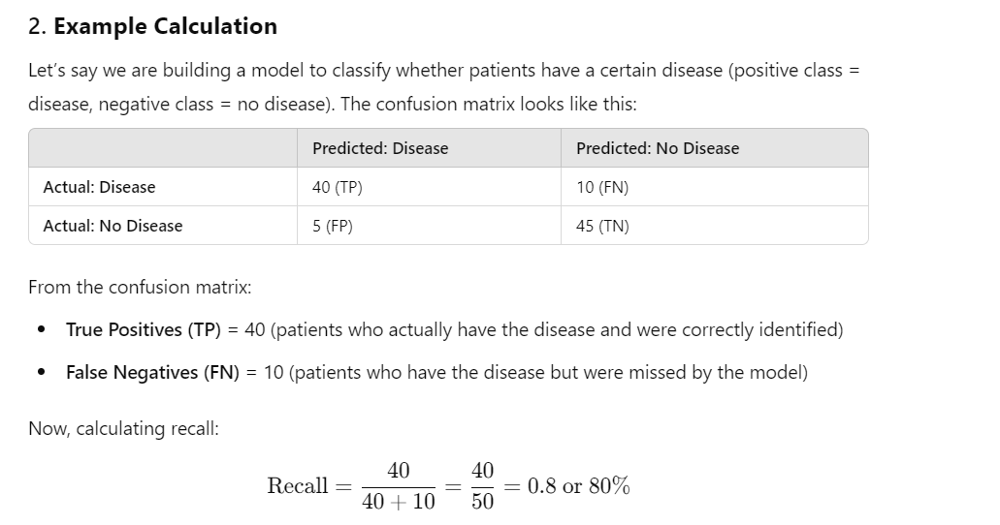 2. Example Calculation
Let's say we are building a model to classify whether patients have a certain disease (positive class =
disease, negative class = no disease). The confusion matrix looks like this:
Predicted: Disease Predicted: No Disease
Actual: Disease 40 (TP) 10 (FN)
Actual: No Disease 5 (FP) 45 (TN)
From the confusion matrix:
• True Positives (TP) = 40 (patients who actually have the disease and were correctly identified)
• False Negatives (FN) = 10 (patients who have the disease but were missed by the model)
Now, calculating recall:
Recall = 40 / (40 + 10) = 40 / 50 = 0.8 or 80%